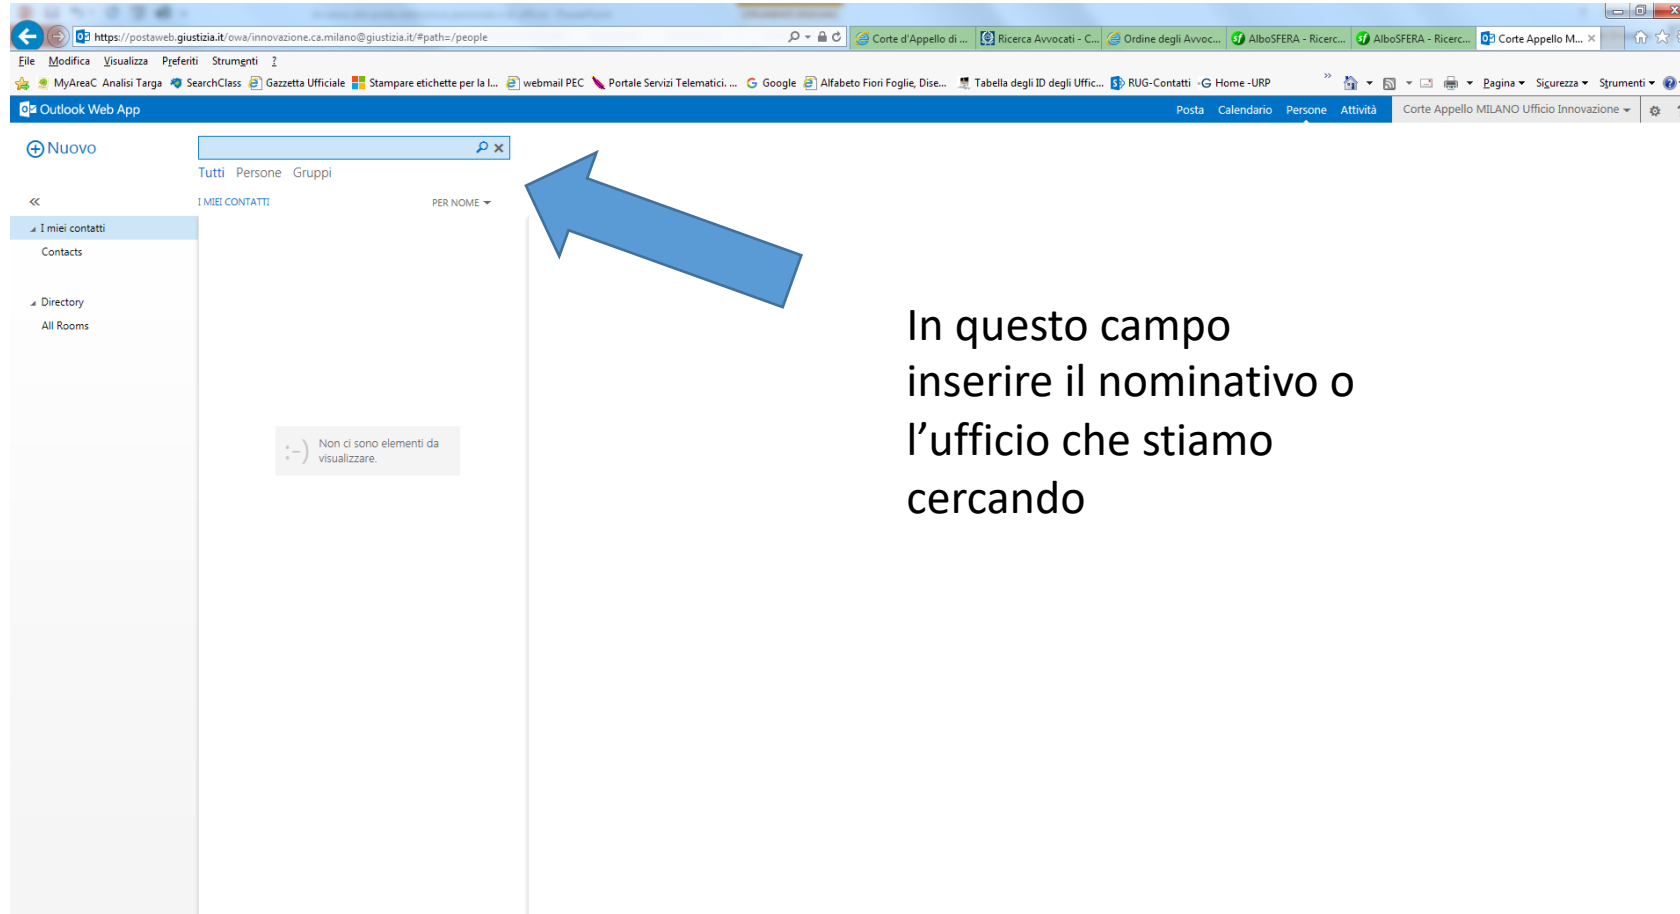 https://postaweb.giustizia.it/owa/innovazione.ca.milano@giustizia.it/#path=/people
Corte d'Appello di ...
Ricerca Avvocati - C...
Ordine degli Avvoc...
AlboSFERA - Ricerc...
AlboSFERA - Ricerc...
Corte Appello M...
File Modifica Visualizza Preferiti Strumenti ?
MyAreaC Analisi Targa
SearchClass
Gazzetta Ufficiale
Stampare etichette per la l...
webmail PEC
Portale Servizi Telematici. ...
Google
Alfabeto Fiori Foglie, Dise...
Tabella degli ID degli Uffic...
RUG-Contatti -
Home -URP
Pagina
Sicurezza
Strumenti
Outlook Web App
Posta Calendario Persone Attività
Corte Appello MILANO Ufficio Innovazione
Nuovo
Tutti Persone Gruppi
I MIEI CONTATTI
PER NOME
I miei contatti
Contacts
Directory
All Rooms
:-)
Non ci sono elementi da
visualizzare.
In questo campo
inserire il nominativo o
l’ufficio che stiamo
cercando